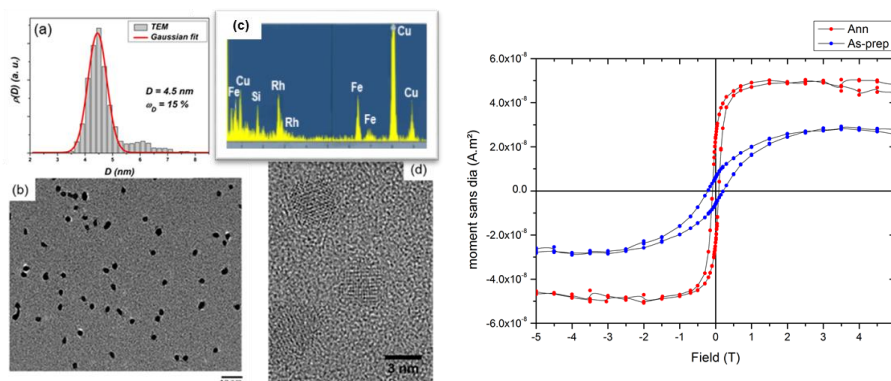 (a)
TEM
Gaussian fit
D = 4.5 nm
ω_D = 15 %
ρ(D) (a. u.)
2 3 4 5 6 7 8
D (nm)
(c)
Cu
Cu
Fe
Si
Rh
Rh
Fe
Fe
Cu
(b)
(d)
3 nm
Ann
As-prep
moment sans dia (A.m²)
6.0x10⁻⁸
4.0x10⁻⁸
2.0x10⁻⁸
0.0
-2.0x10⁻⁸
-4.0x10⁻⁸
-6.0x10⁻⁸
-5 -4 -3 -2 -1 0 1 2 3 4
Field (T)